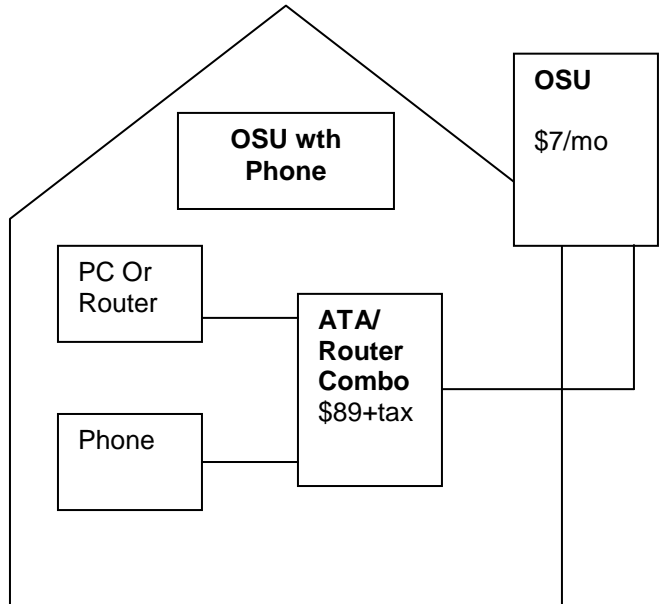 OSU
$7/mo
OSU wth
Phone
PC Or
Router
ATA/
Router
Combo
$89+tax
Phone